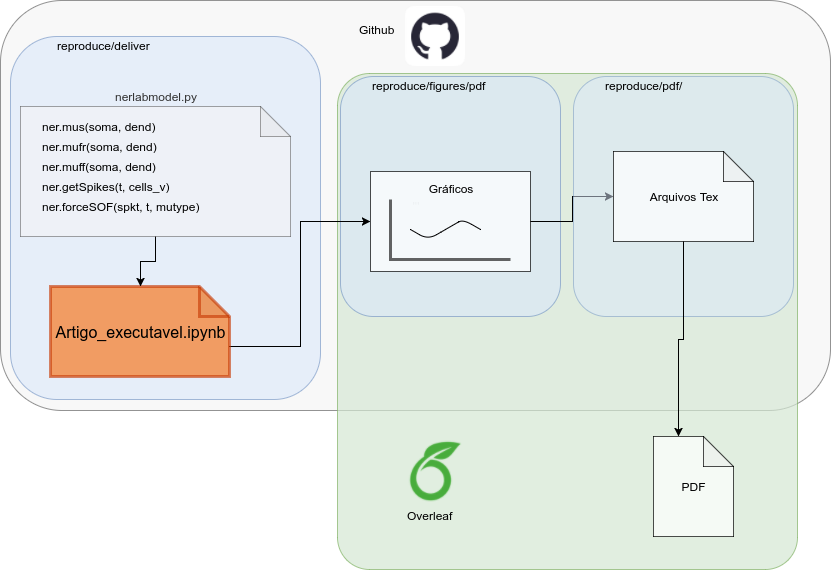 Github
reproduce/deliver
nerlabmodel.py
ner.mus(soma, dend)
ner.mufr(soma, dend)
ner.muff(soma, dend)
ner.getSpikes(t, cells_v)
ner.forceSOF(spkt, t, mutype)
Artigo_executavel.ipynb
reproduce/figures/pdf
Gráficos
reproduce/pdf/
Arquivos Tex
Overleaf
PDF